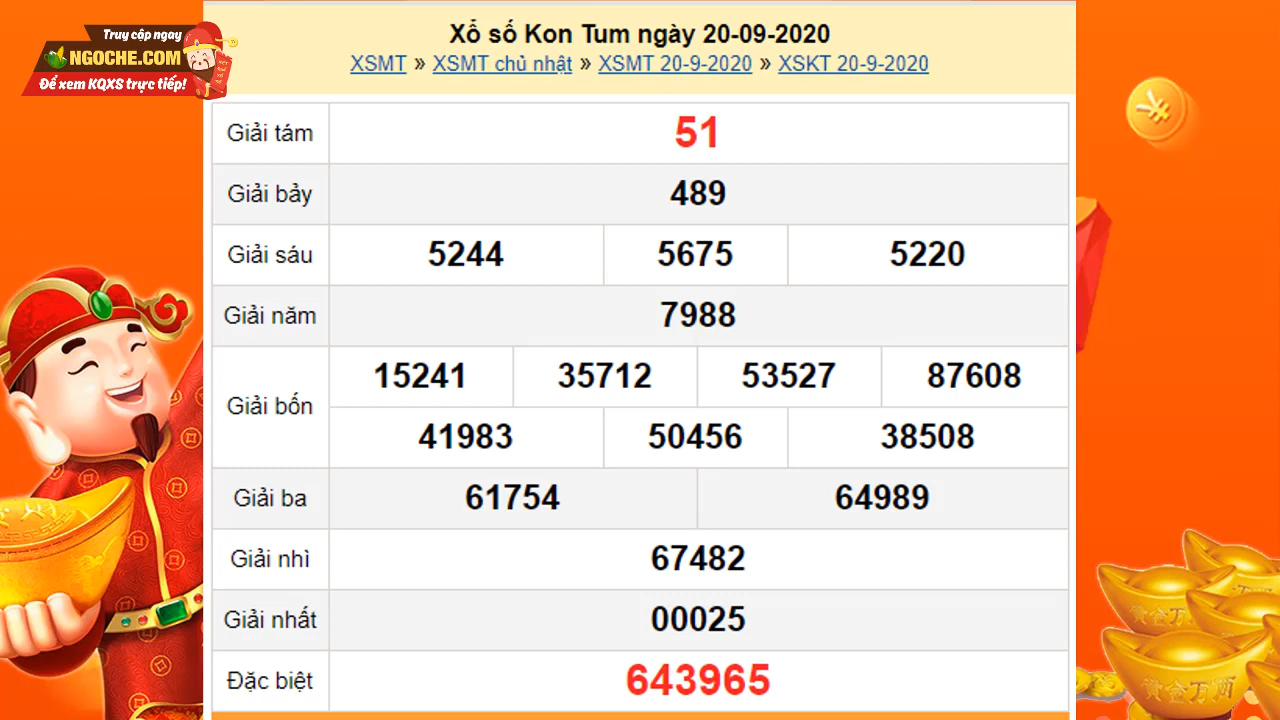 Truy cập ngay
NGOCHE.COM
Để xem KQXS trực tiếp!
Xổ số Kon Tum ngày 20-09-2020
XSMT » XSMT chủ nhật » XSMT 20-9-2020 » XSKT 20-9-2020
Giải tám 51
Giải bảy 489
Giải sáu 5244 5675 5220
Giải năm 7988
Giải bốn 15241 35712 53527 87608
41983 50456 38508
Giải ba 61754 64989
Giải nhì 67482
Giải nhất 00025
Đặc biệt 643965